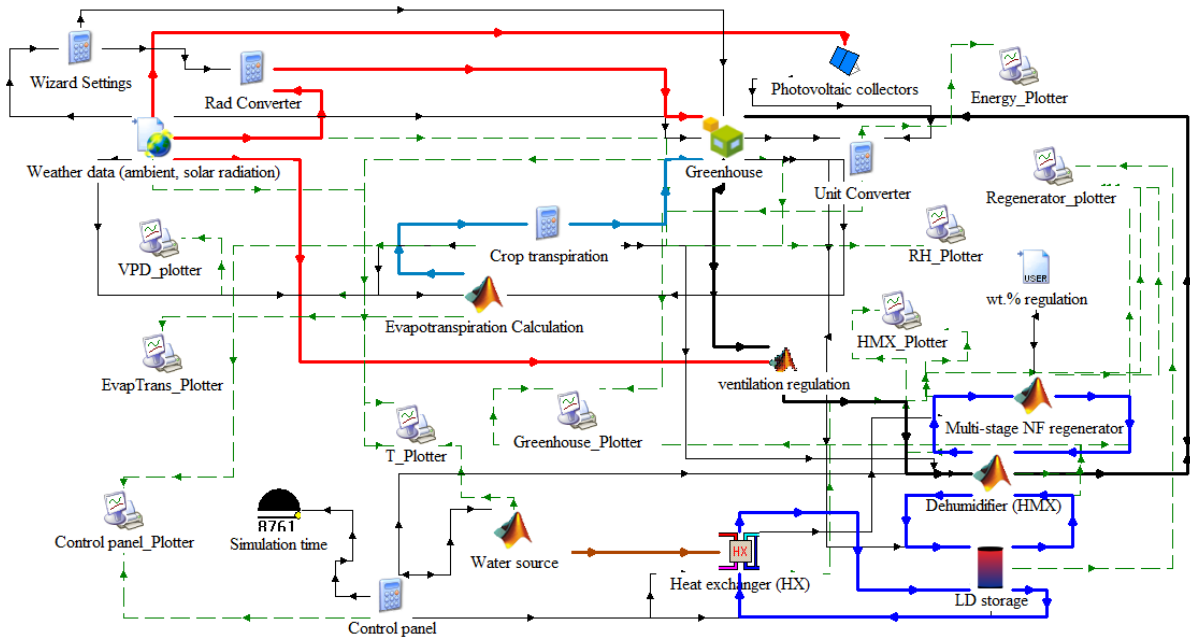 Wizard Settings
Rad Converter
Photovoltaic collectors
Energy_Plotter
Weather data (ambient, solar radiation)
Greenhouse
Unit Converter
Regenerator_plotter
VPD_plotter
Crop transpiration
RH_Plotter
USER
wt.% regulation
Evapotranspiration Calculation
HMX_Plotter
EvapTrans_Plotter
ventilation regulation
T_Plotter
Greenhouse_Plotter
Multi-stage NF regenerator
Dehumidifier (HMX)
Control panel_Plotter
8761
Simulation time
Water source
HX
Heat exchanger (HX)
LD storage
Control panel